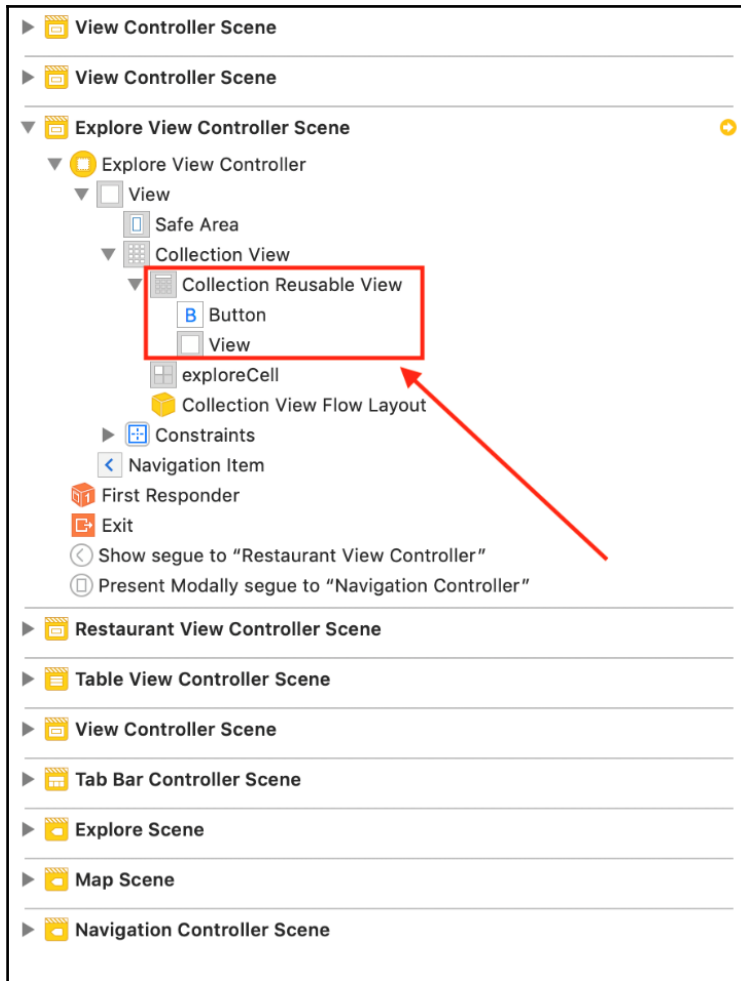 View Controller Scene
View Controller Scene
Explore View Controller Scene
Explore View Controller
View
Safe Area
Collection View
Collection Reusable View
B Button
View
exploreCell
Collection View Flow Layout
Constraints
Navigation Item
First Responder
Exit
Show segue to “Restaurant View Controller”
Present Modally segue to “Navigation Controller”
Restaurant View Controller Scene
Table View Controller Scene
View Controller Scene
Tab Bar Controller Scene
Explore Scene
Map Scene
Navigation Controller Scene